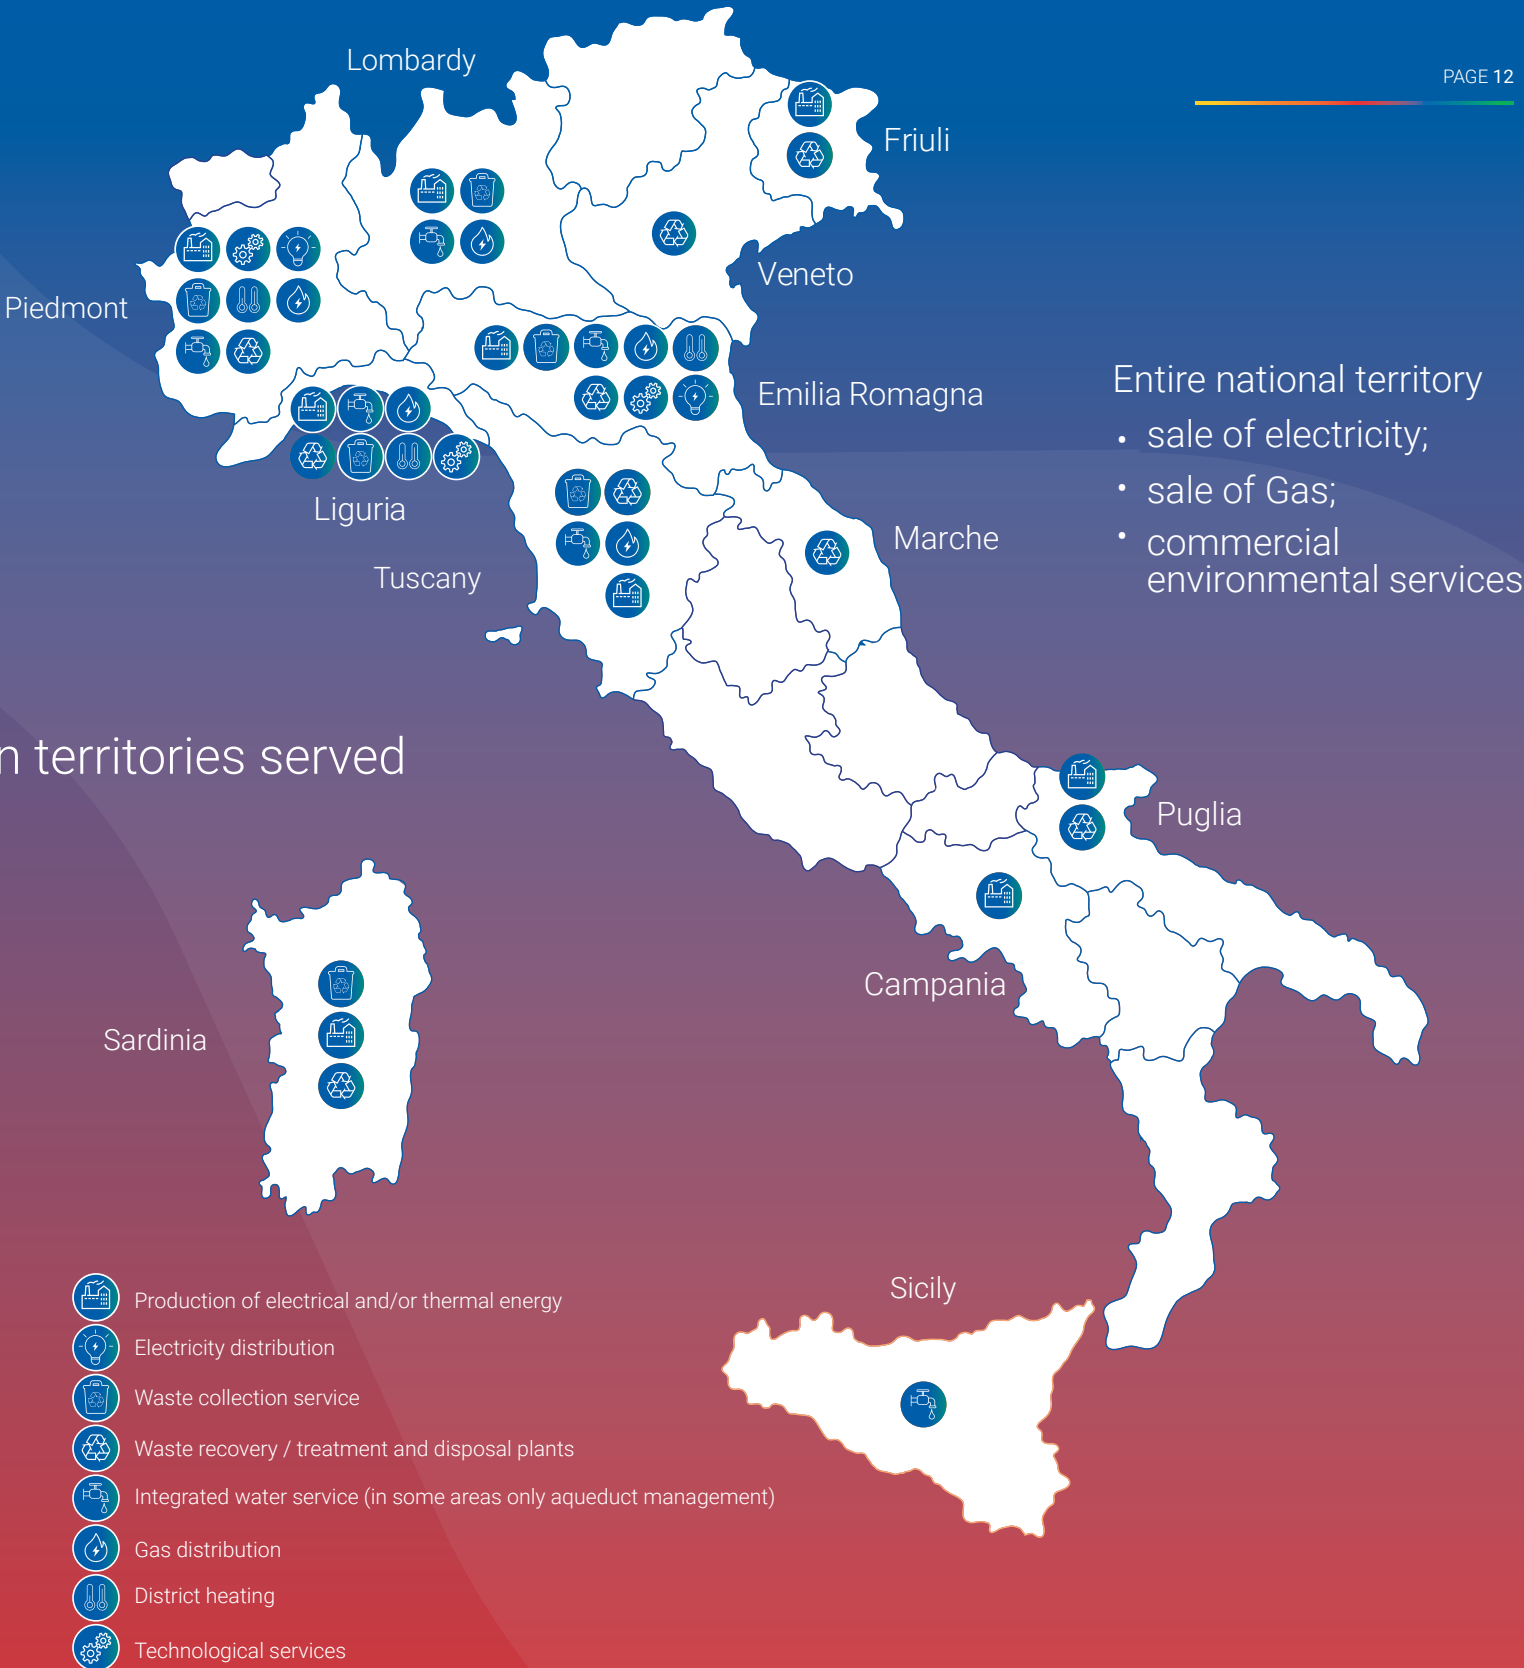 PAGE 12
Lombardy
Friuli
Veneto
Piedmont
Emilia Romagna
Liguria
Marche
Tuscany
Entire national territory
• sale of electricity;
• sale of Gas;
• commercial
environmental services
n territories served
Puglia
Campania
Sardinia
Sicily
Production of electrical and/or thermal energy
Electricity distribution
Waste collection service
Waste recovery / treatment and disposal plants
Integrated water service (in some areas only aqueduct management)
Gas distribution
District heating
Technological services